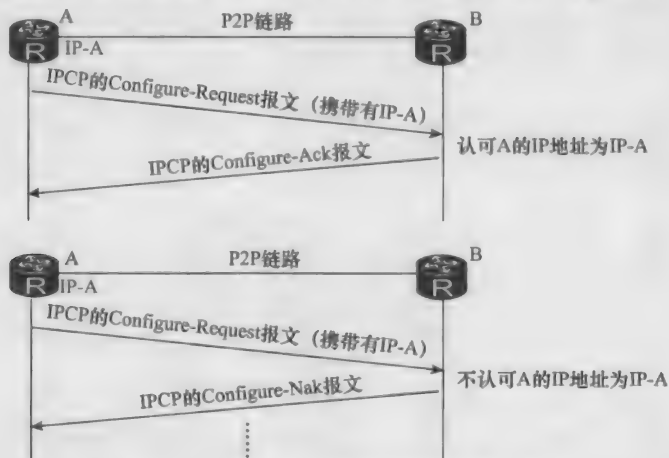 A
P2P链路
B
R
IP-A
R
IPCP的Configure-Request报文（携带有IP-A）
认可A的IP地址为IP-A
IPCP的Configure-Ack报文
A
P2P链路
B
R
IP-A
R
IPCP的Configure-Request报文（携带有IP-A）
不认可A的IP地址为IP-A
IPCP的Configure-Nak报文